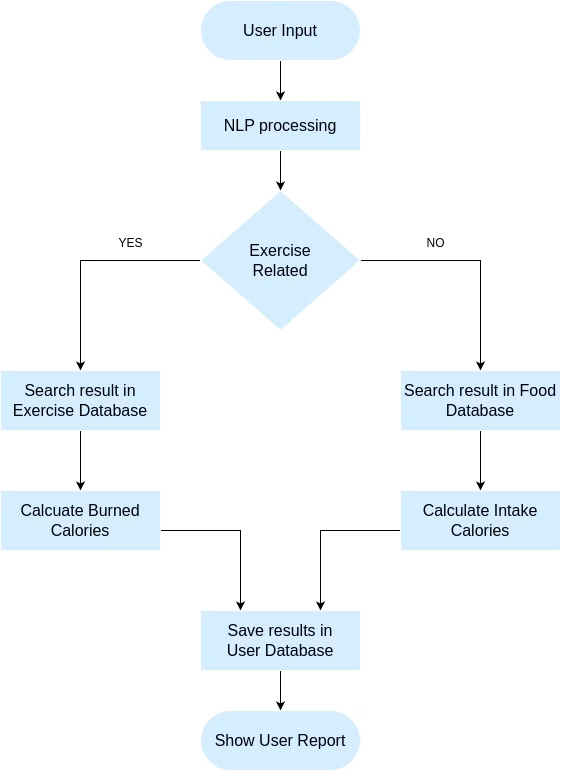 User Input
NLP processing
Exercise
Related
YES
NO
Search result in
Exercise Database
Search result in Food
Database
Calcuate Burned
Calories
Calculate Intake
Calories
Save results in
User Database
Show User Report